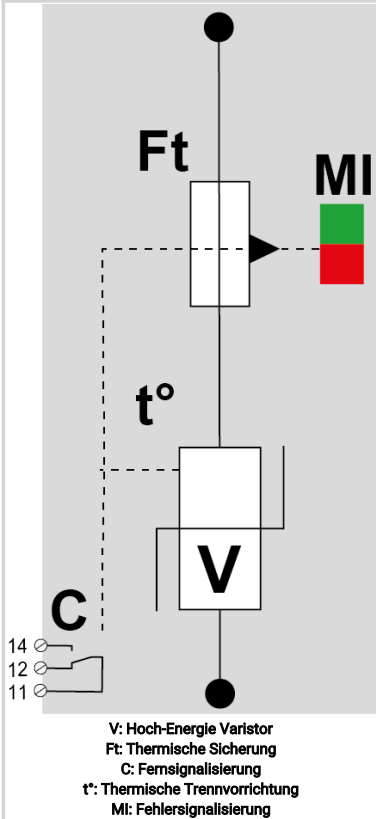 Ft
MI
t°
V
C
14
12
11
V: Hoch-Energie Varistor
Ft: Thermische Sicherung
C: Fernsignalisierung
t°: Thermische Trennvorrichtung
MI: Fehlersignalisierung